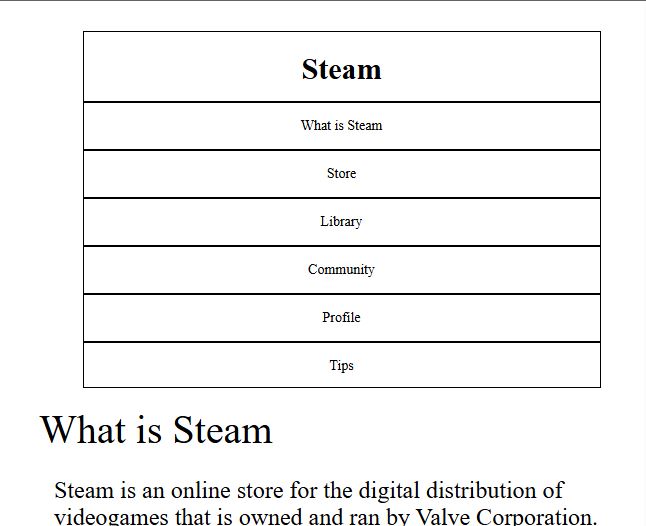 Steam
What is Steam
Store
Library
Community
Profile
Tips
What is Steam
Steam is an online store for the digital distribution of
videogames that is owned and ran by Valve Corporation.